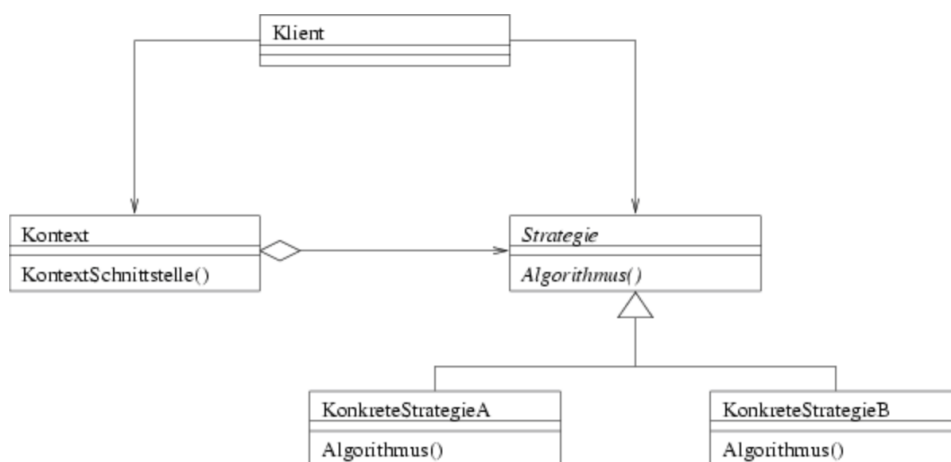 Klient
Kontext
KontextSchnittstelle()
Strategie
Algorithmus()
KonkreteStrategieA
Algorithmus()
KonkreteStrategieB
Algorithmus()